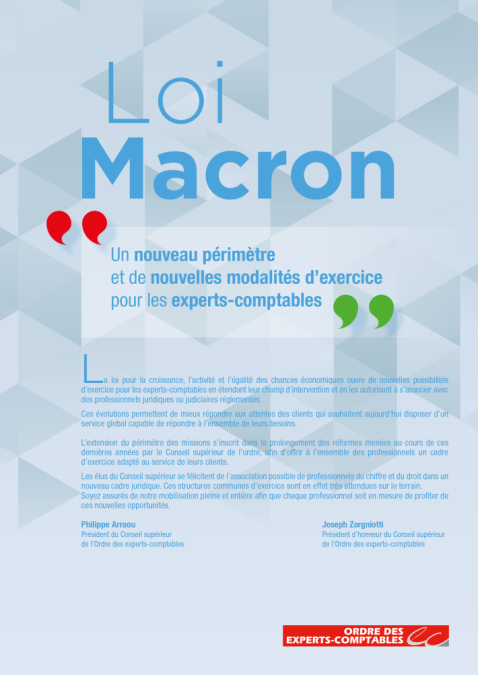 Loi
Macron
Un nouveau périmètre
et de nouvelles modalités d'exercice
pour les experts-comptables
La loi pour la croissance, l'activité et l'égalité des chances économiques ouvre de nouvelles possibilités
d'exercice pour les experts-comptables en étendant leur champ d'intervention et en les autorisant à s'associer avec
des professionnels juridiques ou judiciaires réglementés.
Ces évolutions permettent de mieux répondre aux attentes des clients qui souhaitent aujourd'hui disposer d'un
service global capable de répondre à l'ensemble de leurs besoins.
L'extension du périmètre des missions s'inscrit dans le prolongement des réformes menées au cours de ces
dernières années par le Conseil supérieur de l'ordre, afin d'offrir à l'ensemble des professionnels un cadre
d'exercice adapté au service de leurs clients.
Les élus du Conseil supérieur se félicitent de l'association possible de professionnels du chiffre et du droit dans un
nouveau cadre juridique. Ces structures communes d'exercice sont en effet très attendues sur le terrain.
Soyez assurés de notre mobilisation pleine et entière afin que chaque professionnel soit en mesure de profiter de
ces nouvelles opportunités.
Philippe Arraou
Président du Conseil supérieur
de l'Ordre des experts-comptables
Joseph Zorgniotti
Président d'honneur du Conseil supérieur
de l'Ordre des experts-comptables
ORDRE DES
EXPERTS-COMPTABLES